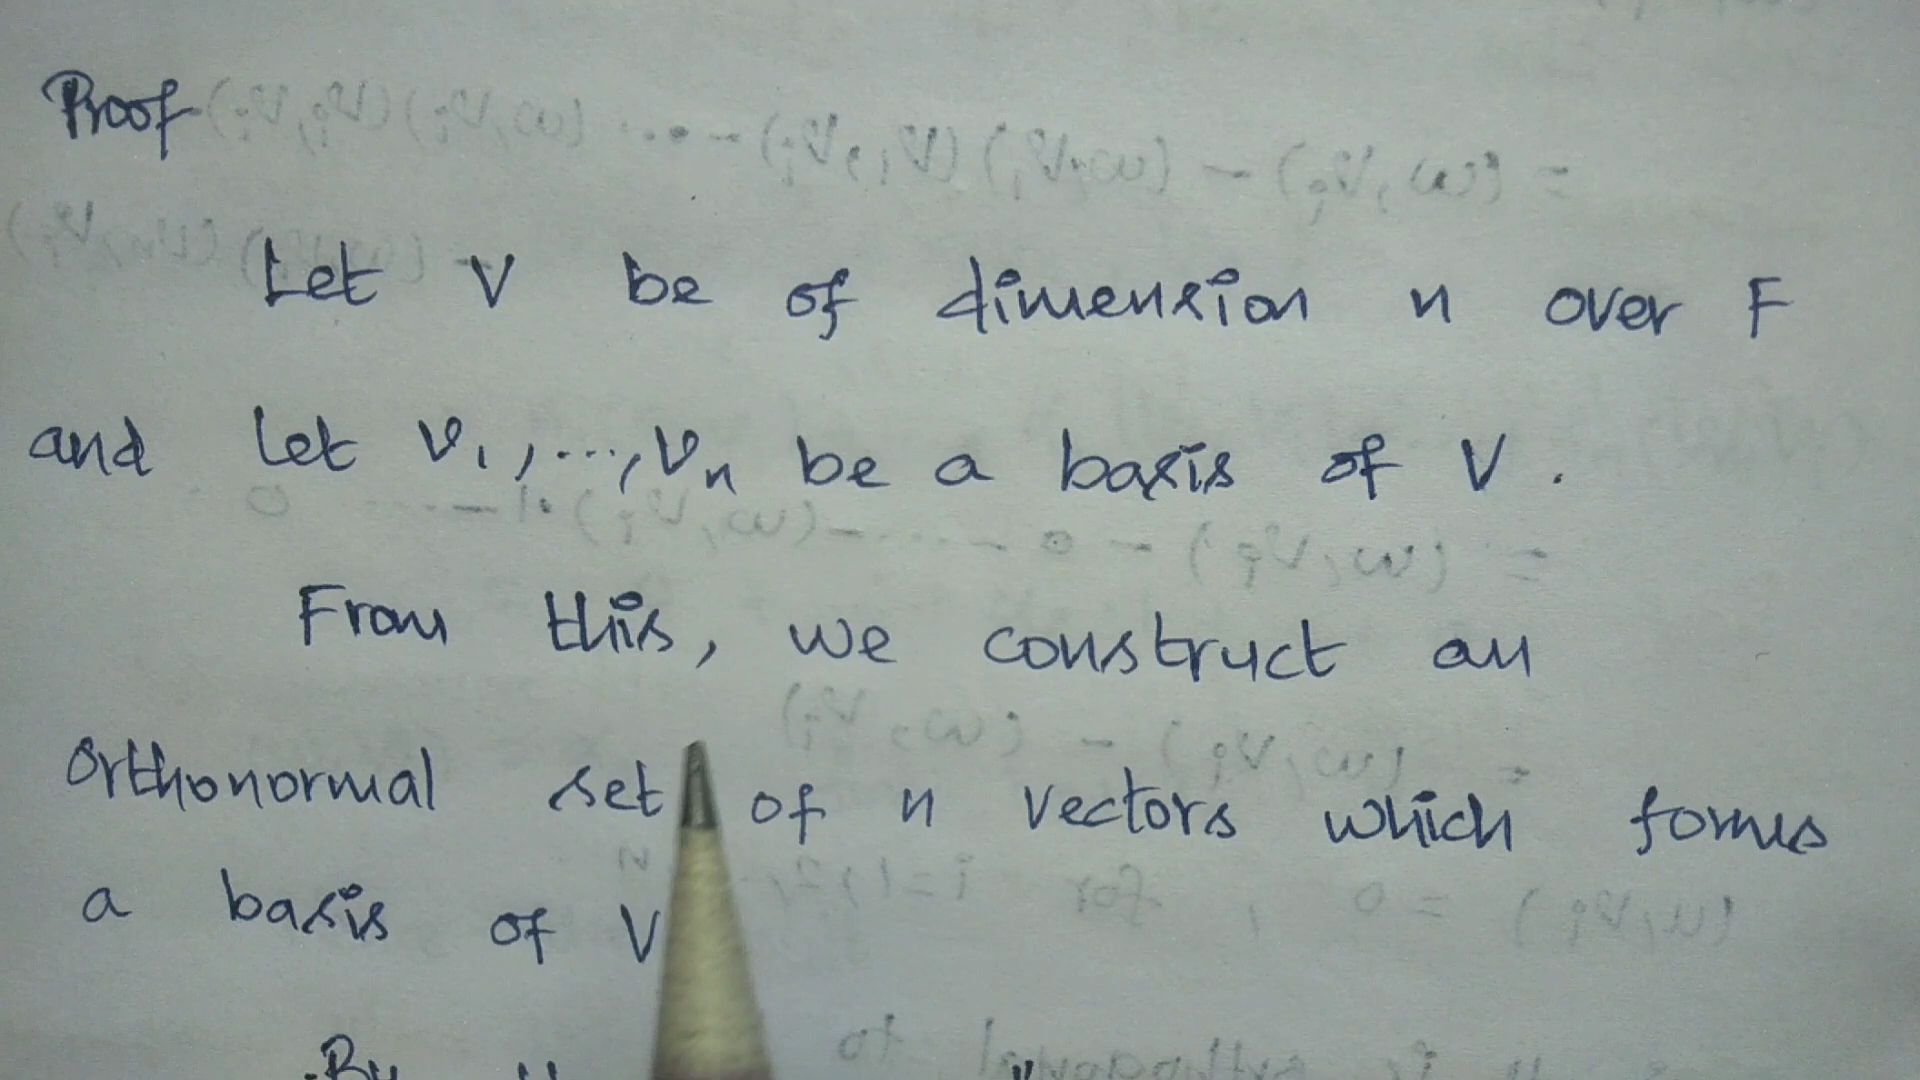 Proof
Let V be of dimension n over F
and let v₁,...,vₙ be a basis of V.
From this, we construct an
orthonormal set of n vectors which forms
a basis of V
By